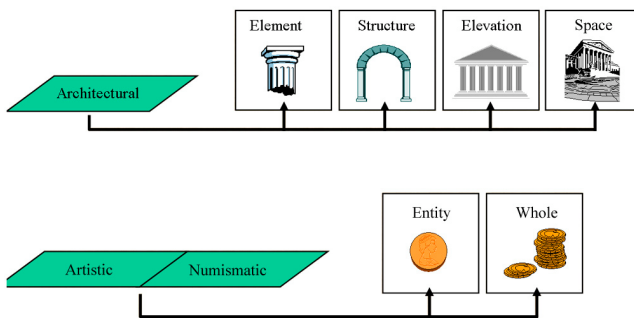 Element
Structure
Elevation
Space
Architectural
Entity
Whole
Artistic
Numismatic